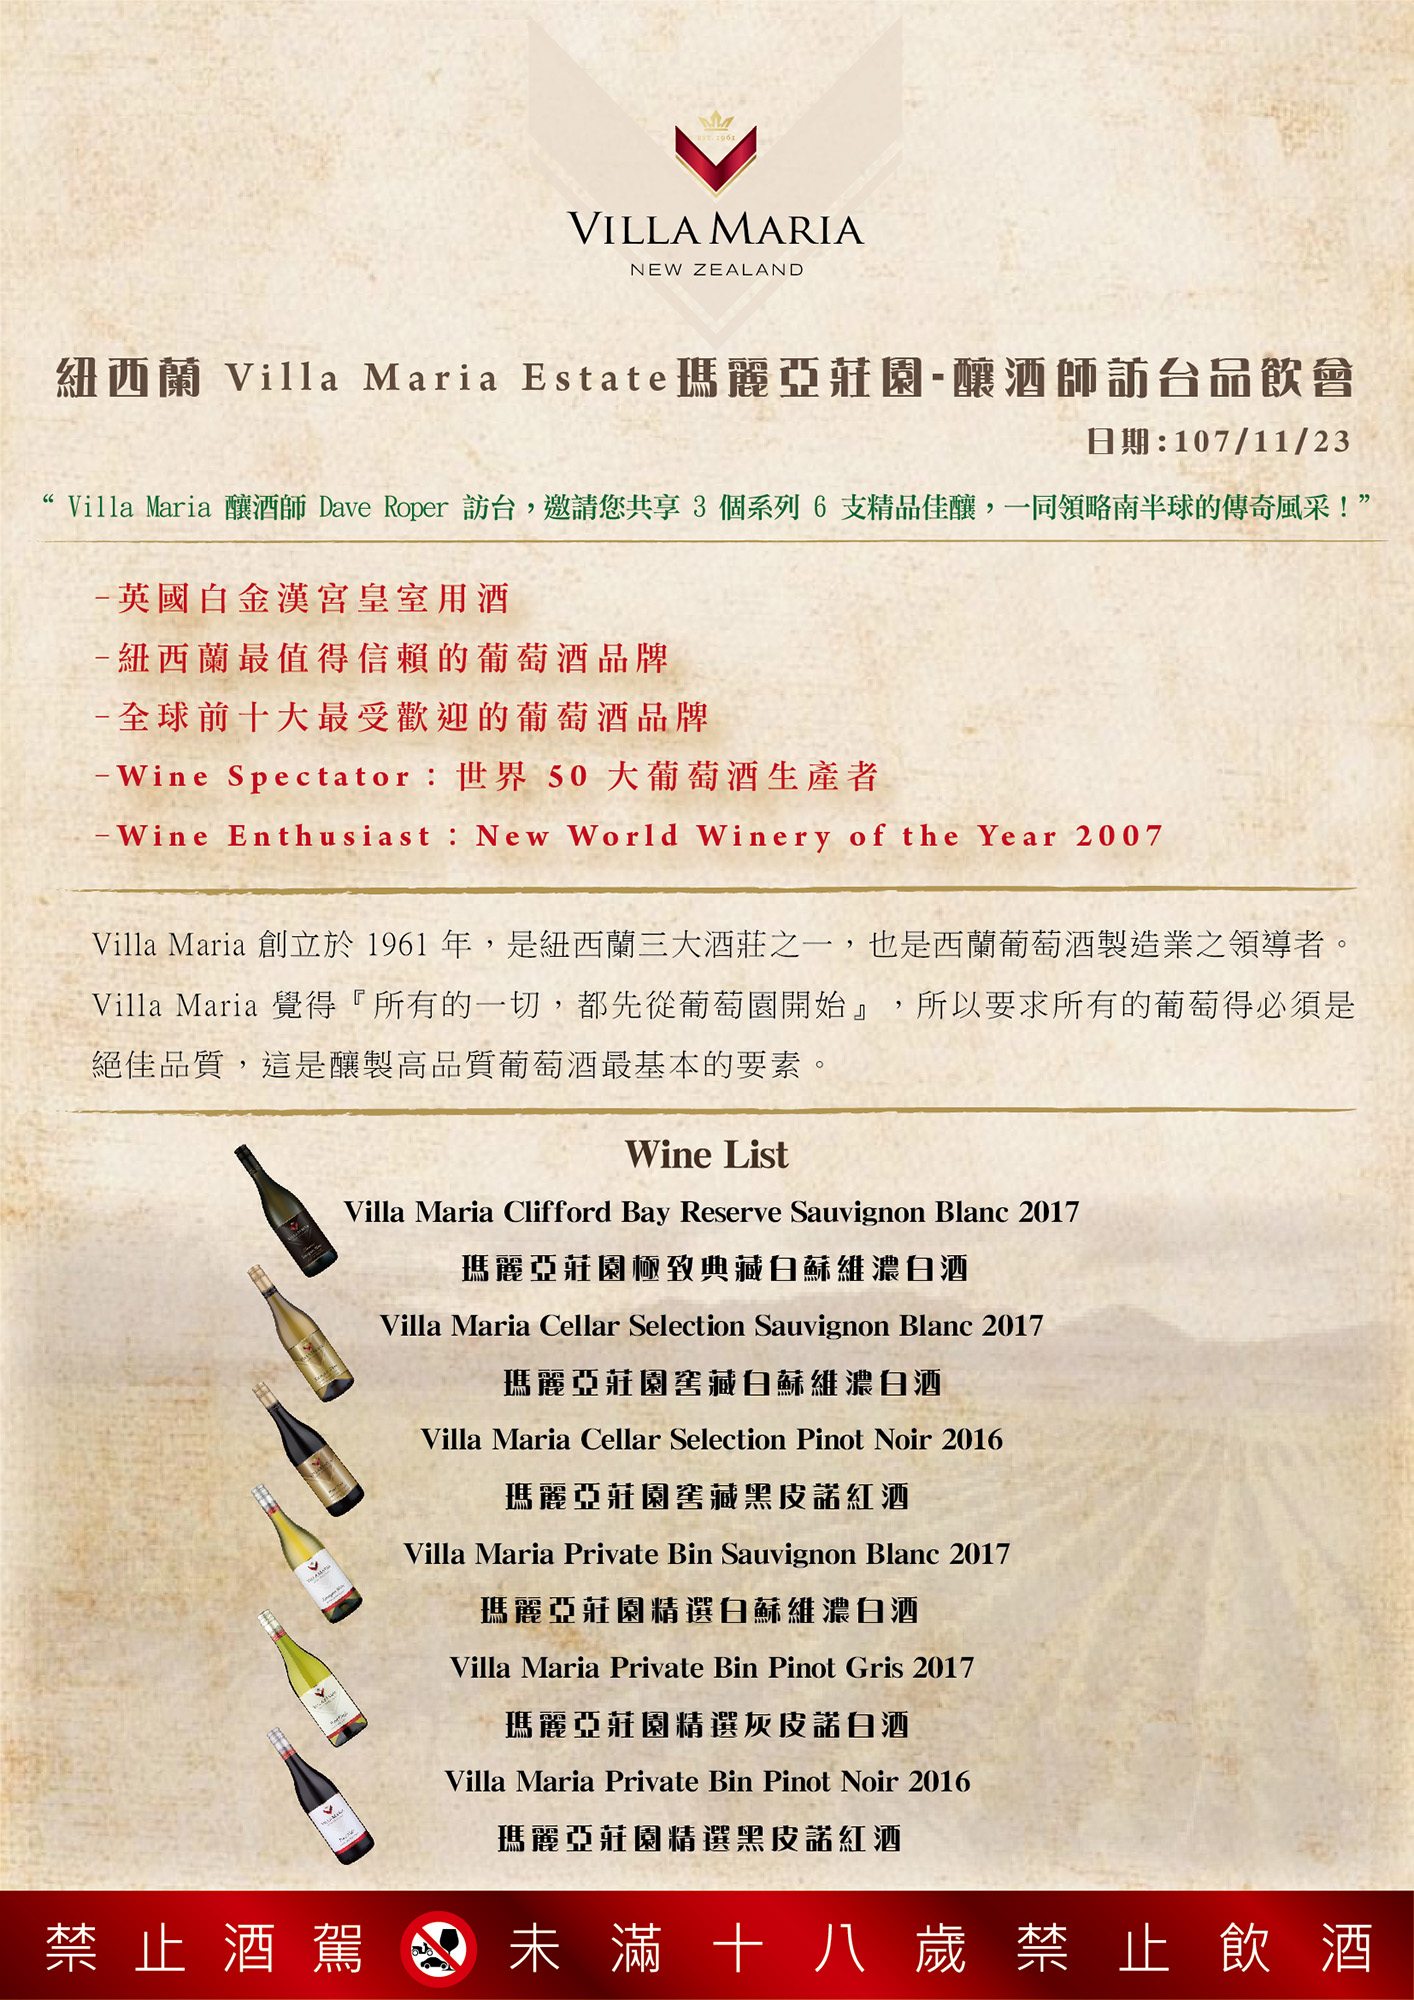 EST. 1961
VILLA MARIA
NEW ZEALAND
紐西蘭 Villa Maria Estate瑪麗亞莊園-釀酒師訪台品飲會
日期:107/11/23
“ Villa Maria 釀酒師 Dave Roper 訪台，邀請您共享 3 個系列 6 支精品佳釀，一同領略南半球的傳奇風采！”
-英國白金漢宮皇室用酒
-紐西蘭最值得信賴的葡萄酒品牌
-全球前十大最受歡迎的葡萄酒品牌
-Wine Spectator：世界 50 大葡萄酒生產者
-Wine Enthusiast：New World Winery of the Year 2007
Villa Maria 創立於 1961 年，是紐西蘭三大酒莊之一，也是西蘭葡萄酒製造業之領導者。
Villa Maria 覺得『所有的一切，都先從葡萄園開始』，所以要求所有的葡萄得必須是
絕佳品質，這是釀製高品質葡萄酒最基本的要素。
Wine List
Villa Maria Clifford Bay Reserve Sauvignon Blanc 2017
瑪麗亞莊園極致典藏白蘇維濃白酒
Villa Maria Cellar Selection Sauvignon Blanc 2017
瑪麗亞莊園窖藏白蘇維濃白酒
Villa Maria Cellar Selection Pinot Noir 2016
瑪麗亞莊園窖藏黑皮諾紅酒
Villa Maria Private Bin Sauvignon Blanc 2017
瑪麗亞莊園精選白蘇維濃白酒
Villa Maria Private Bin Pinot Gris 2017
瑪麗亞莊園精選灰皮諾白酒
Villa Maria Private Bin Pinot Noir 2016
瑪麗亞莊園精選黑皮諾紅酒
禁止酒駕 未滿十八歲禁止飲酒